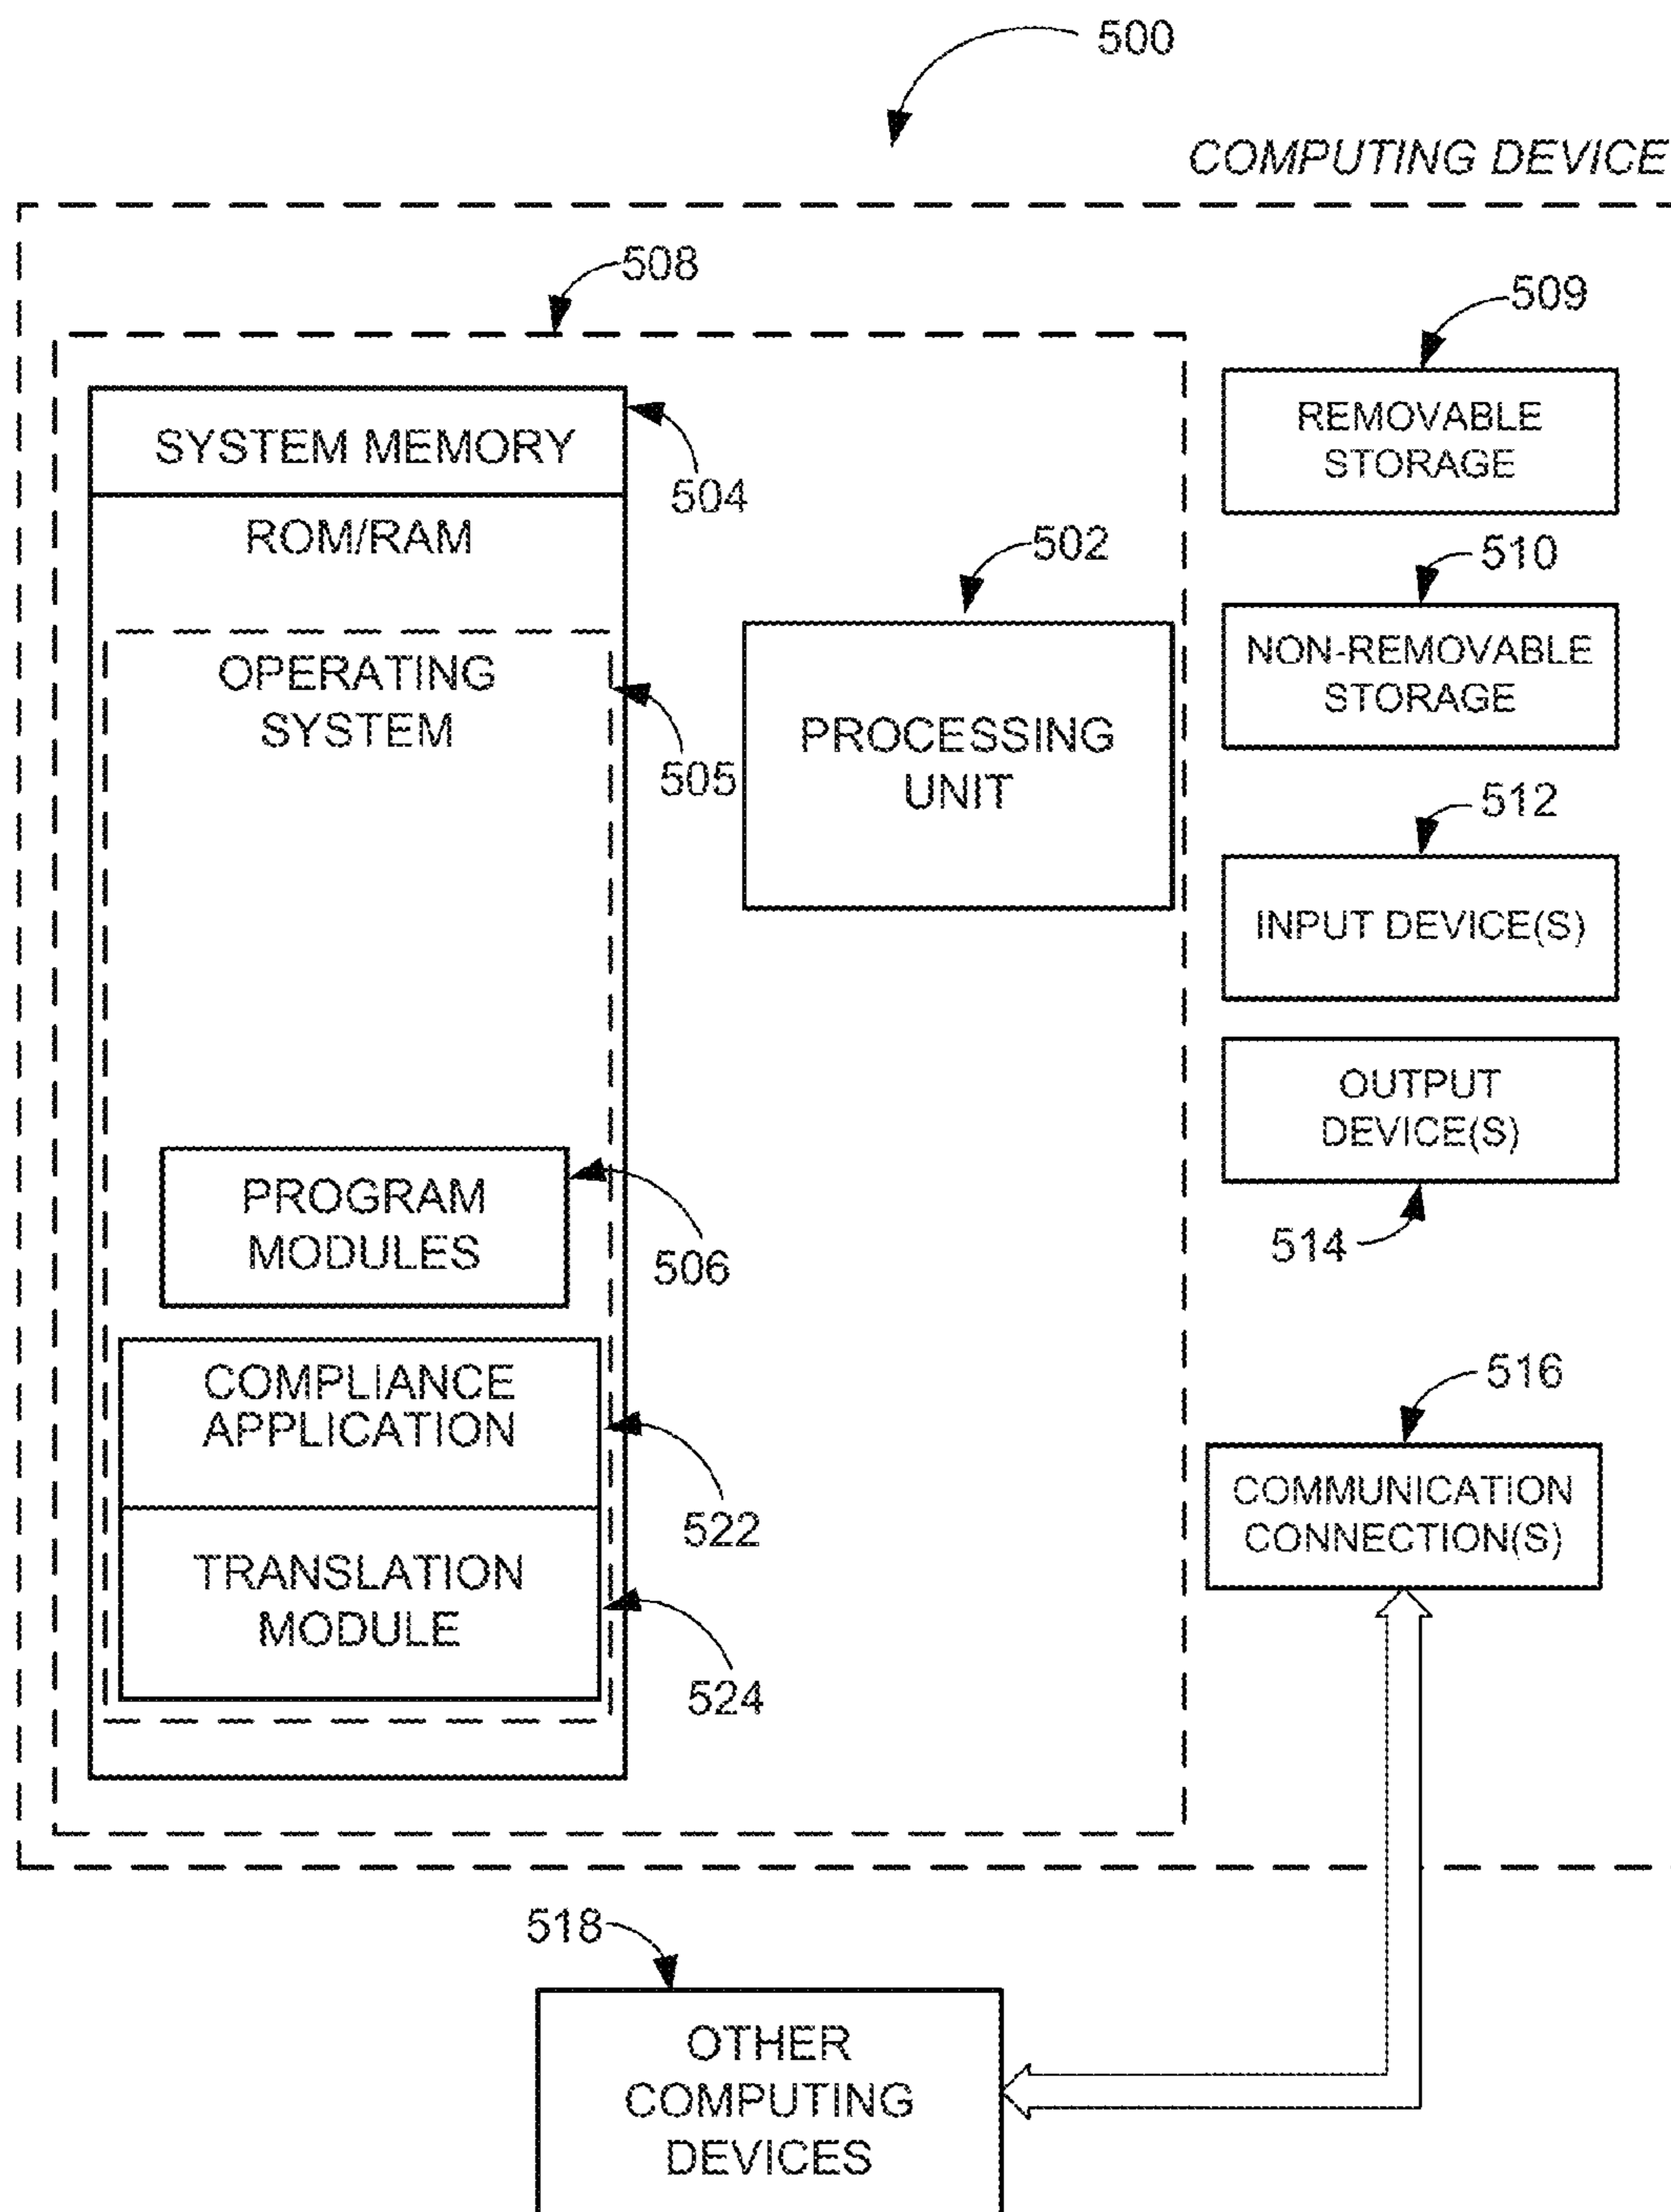 500
COMPUTING DEVICE
508
509
SYSTEM MEMORY
504
REMOVABLE
STORAGE
ROM/RAM
502
510
OPERATING
SYSTEM
505
PROCESSING
UNIT
NON-REMOVABLE
STORAGE
512
INPUT DEVICE(S)
OUTPUT
DEVICE(S)
514
PROGRAM
MODULES
506
COMPLIANCE
APPLICATION
522
516
COMMUNICATION
CONNECTION(S)
TRANSLATION
MODULE
524
518
OTHER
COMPUTING
DEVICES